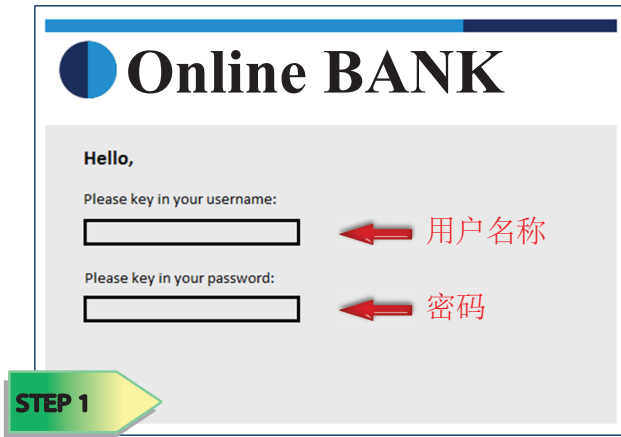 Online BANK
Hello,
Please key in your username:
用户名称
Please key in your password:
密码
STEP 1